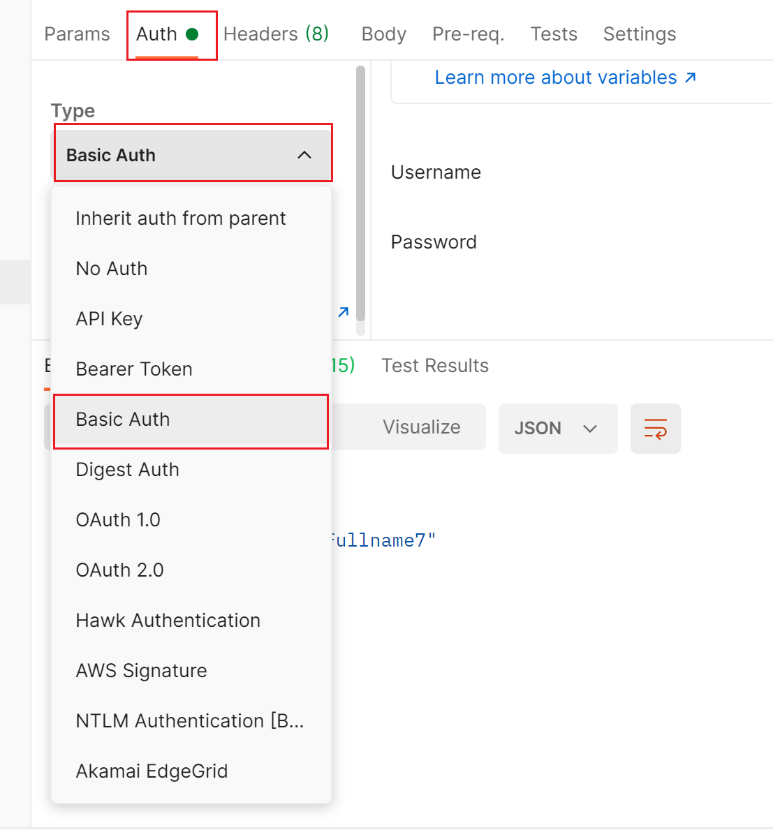 Params Auth Headers (8) Body Pre-req. Tests Settings
Learn more about variables ↗
Type
Basic Auth
Username
Password
Inherit auth from parent
No Auth
API Key
↗
Bearer Token
15) Test Results
Basic Auth
Visualize JSON
Digest Auth
OAuth 1.0
Fullname7"
OAuth 2.0
Hawk Authentication
AWS Signature
NTLM Authentication [B...
Akamai EdgeGrid